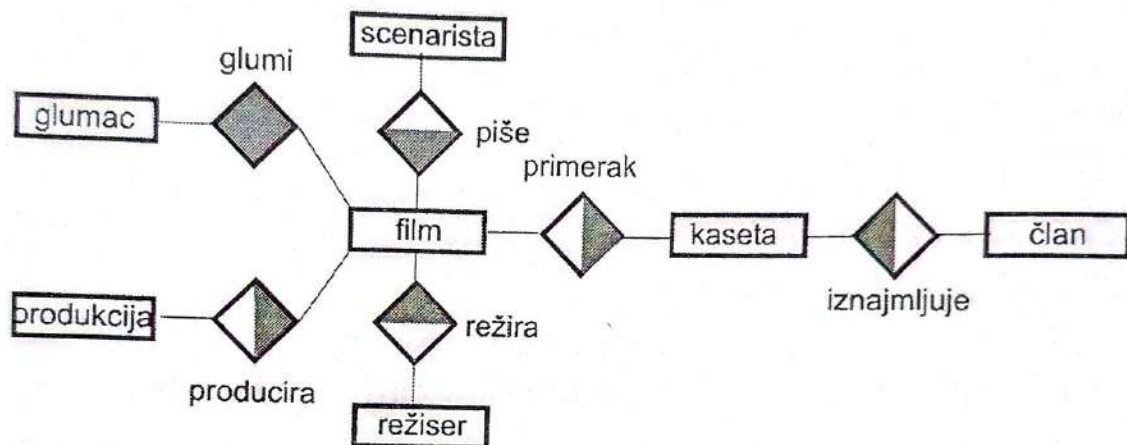 scenarista
glumi
glumac
piše
primerak
film
kaseta
član
iznajmljuje
produkcija
režira
producira
režiser